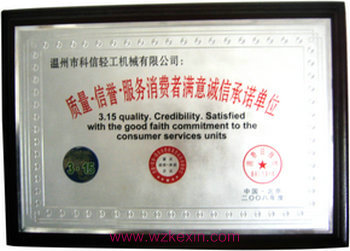 温州市科信轻工机械有限公司：
质量·信誉·服务消费者满意诚信承诺单位
3.15 quality. Credibility. Satisfied
with the good faith commitment to the
consumer services units
3·15
中国·北京
二00八年度
www.wzkexin.com